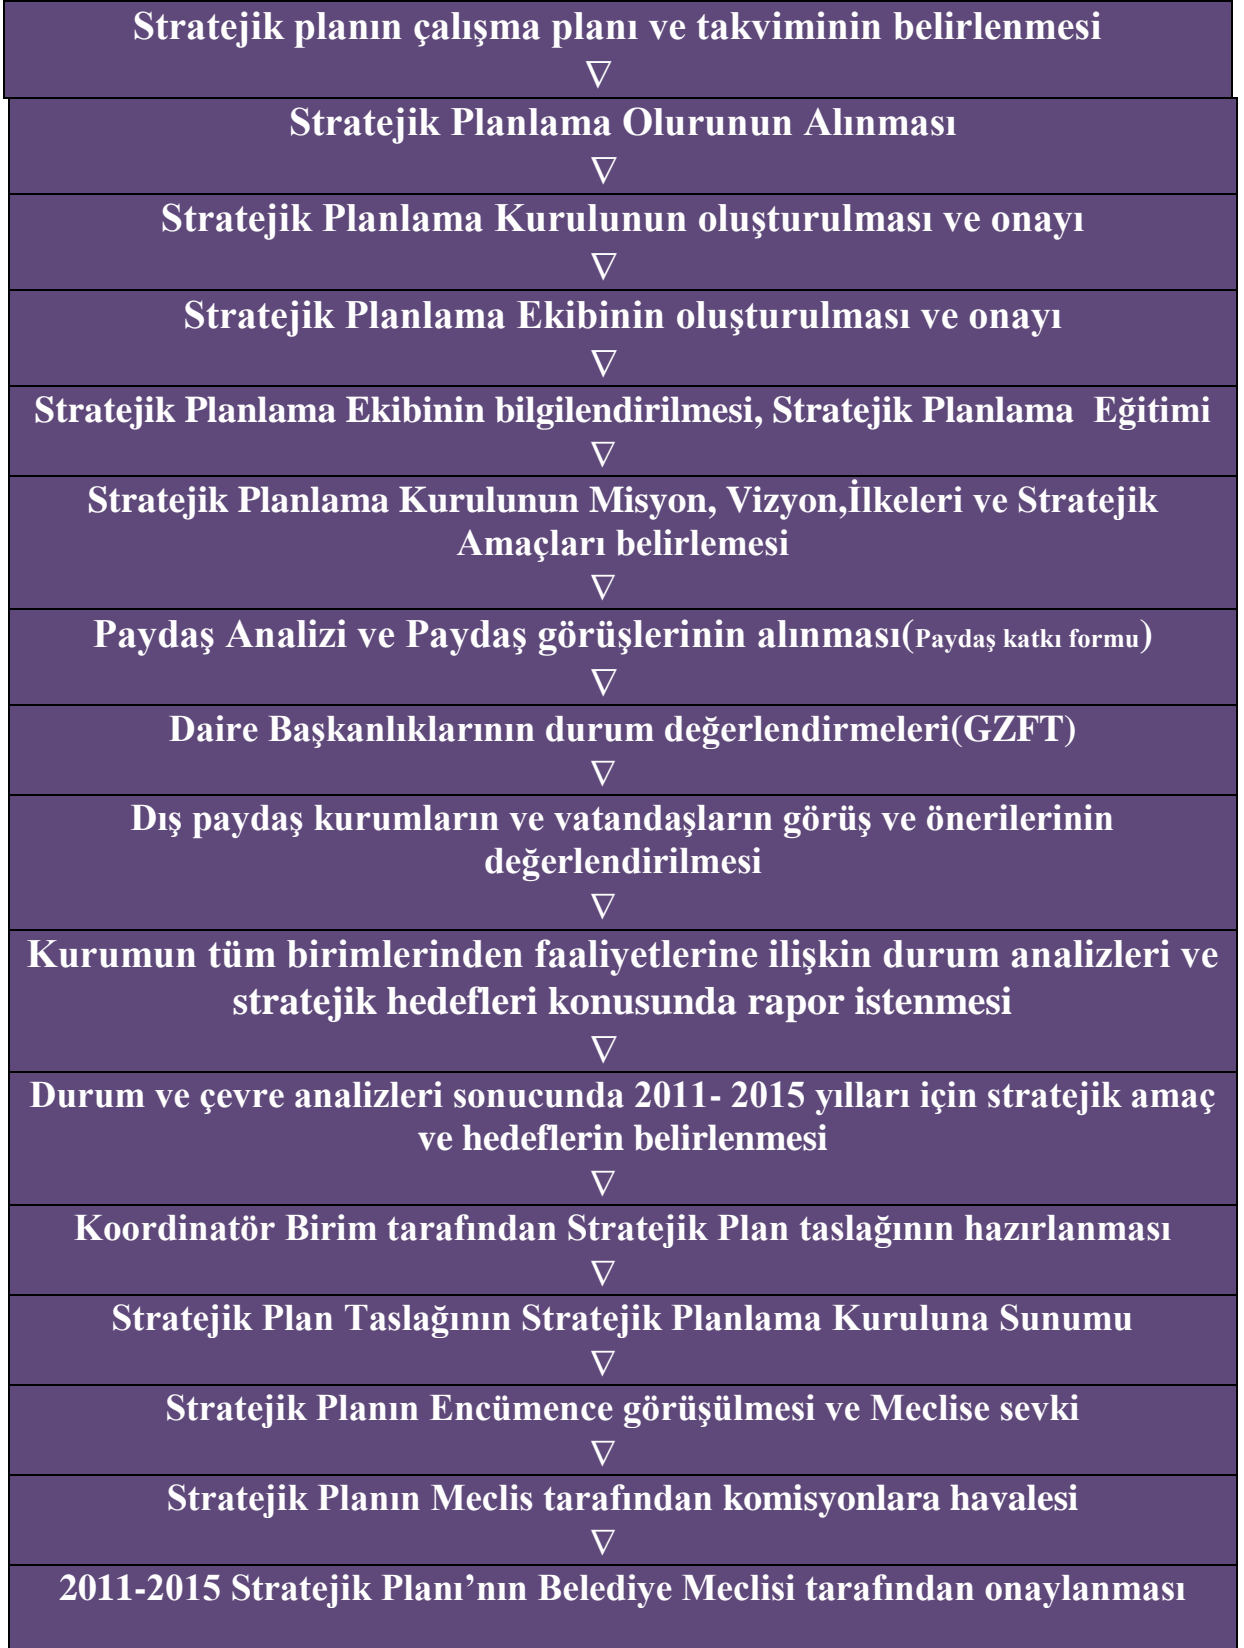 Stratejik planın çalışma planı ve takviminin belirlenmesi
∇
Stratejik Planlama Olurunun Alınması
∇
Stratejik Planlama Kurulunun oluşturulması ve onayı
∇
Stratejik Planlama Ekibinin oluşturulması ve onayı
∇
Stratejik Planlama Ekibinin bilgilendirilmesi, Stratejik Planlama  Eğitimi
∇
Stratejik Planlama Kurulunun Misyon, Vizyon,İlkeleri ve Stratejik
Amaçları belirlemesi
∇
Paydaş Analizi ve Paydaş görüşlerinin alınması(Paydaş katkı formu)
∇
Daire Başkanlıklarının durum değerlendirmeleri(GZFT)
∇
Dış paydaş kurumların ve vatandaşların görüş ve önerilerinin
değerlendirilmesi
∇
Kurumun tüm birimlerinden faaliyetlerine ilişkin durum analizleri ve
stratejik hedefleri konusunda rapor istenmesi
∇
Durum ve çevre analizleri sonucunda 2011- 2015 yılları için stratejik amaç
ve hedeflerin belirlenmesi
∇
Koordinatör Birim tarafından Stratejik Plan taslağının hazırlanması
∇
Stratejik Plan Taslağının Stratejik Planlama Kuruluna Sunumu
∇
Stratejik Planın Encümence görüşülmesi ve Meclise sevki
∇
Stratejik Planın Meclis tarafından komisyonlara havalesi
∇
2011-2015 Stratejik Planı’nın Belediye Meclisi tarafından onaylanması